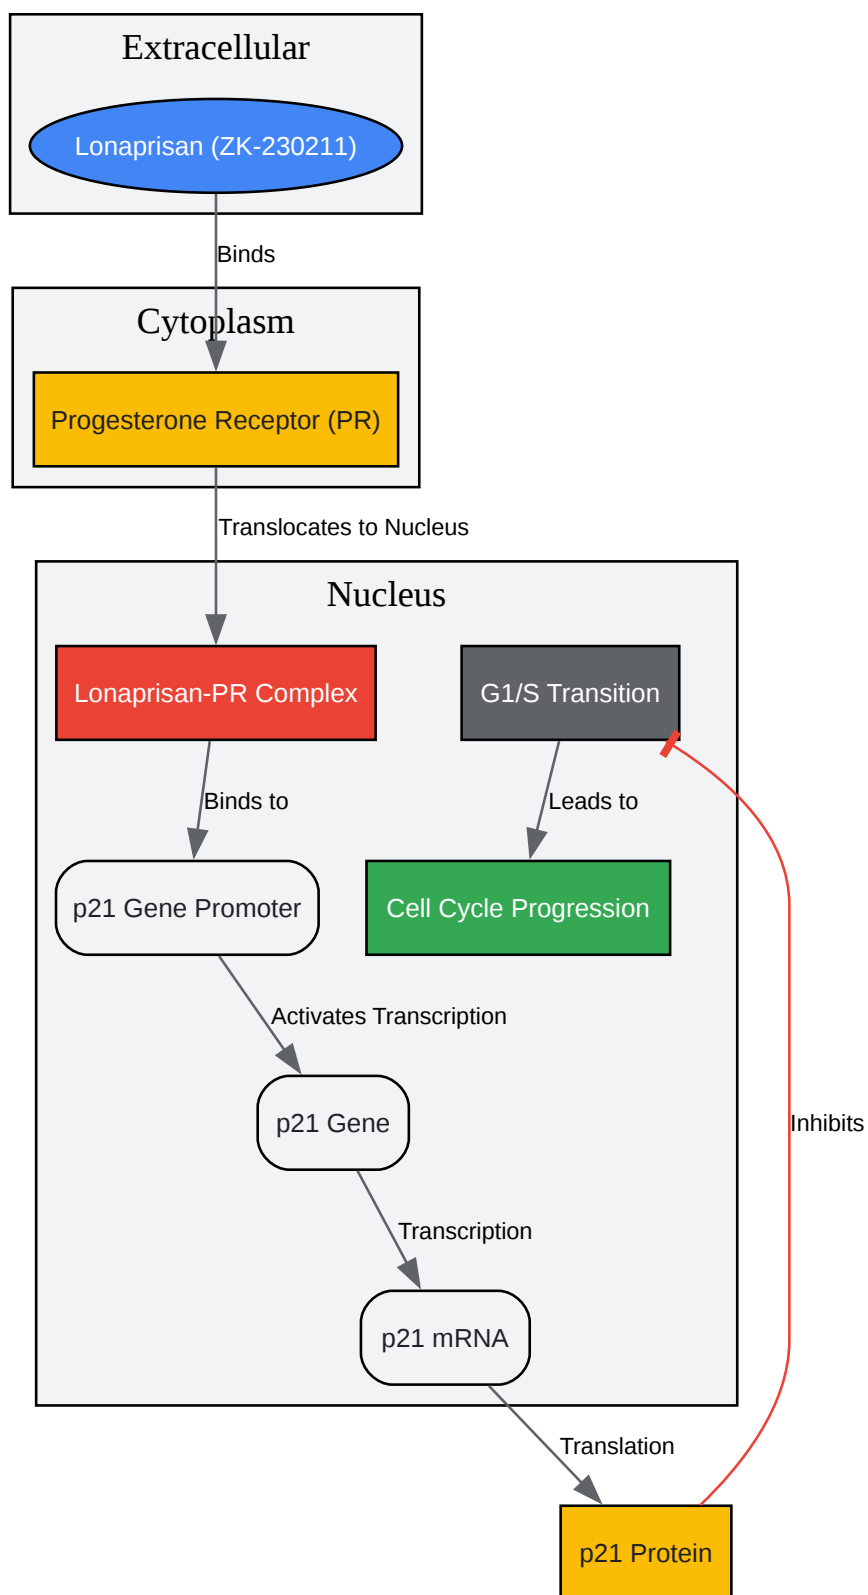 Extracellular
Lonaprisan (ZK-230211)
Binds
Cytoplasm
Progesterone Receptor (PR)
Translocates to Nucleus
Nucleus
Lonaprisan-PR Complex
G1/S Transition
Binds to
Leads to
p21 Gene Promoter
Cell Cycle Progression
Activates Transcription
p21 Gene
Inhibits
Transcription
p21 mRNA
Translation
p21 Protein